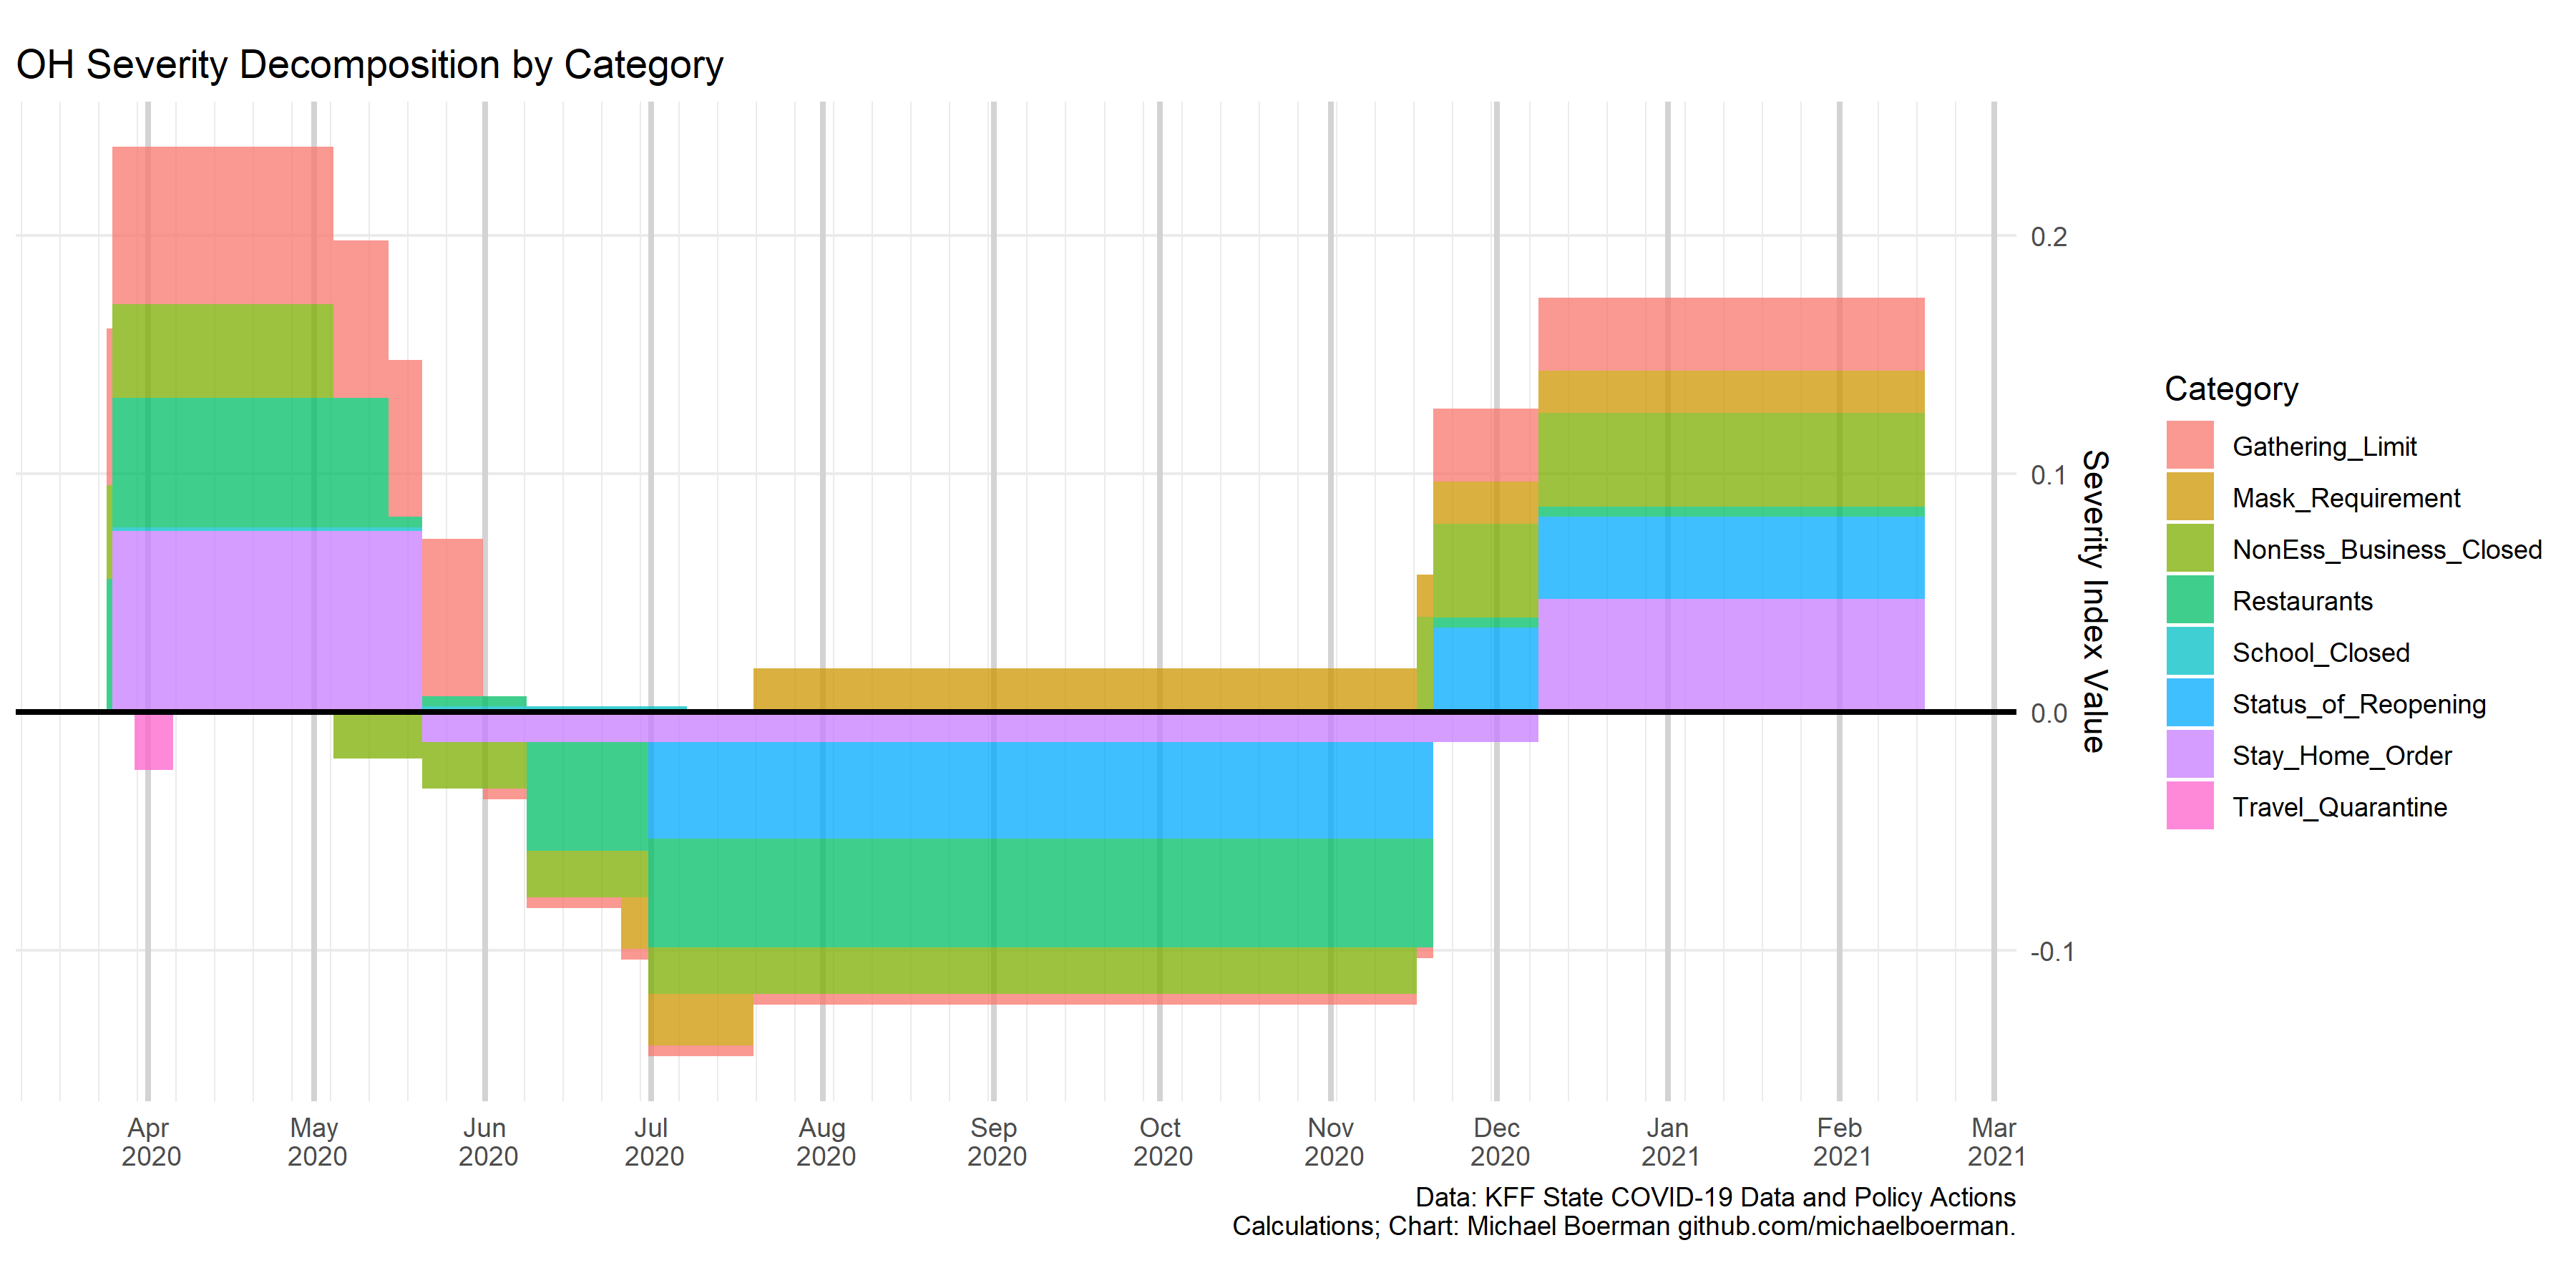 OH Severity Decomposition by Category
0.2
0.1
0.0
-0.1
Severity Index Value
Apr 2020
May 2020
Jun 2020
Jul 2020
Aug 2020
Sep 2020
Oct 2020
Nov 2020
Dec 2020
Jan 2021
Feb 2021
Mar 2021
Category
Gathering_Limit
Mask_Requirement
NonEss_Business_Closed
Restaurants
School_Closed
Status_of_Reopening
Stay_Home_Order
Travel_Quarantine
Data: KFF State COVID-19 Data and Policy Actions
Calculations; Chart: Michael Boerman github.com/michaelboerman.